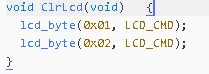 void ClrLcd(void)   {
  lcd_byte(0x01, LCD_CMD);
  lcd_byte(0x02, LCD_CMD);
}